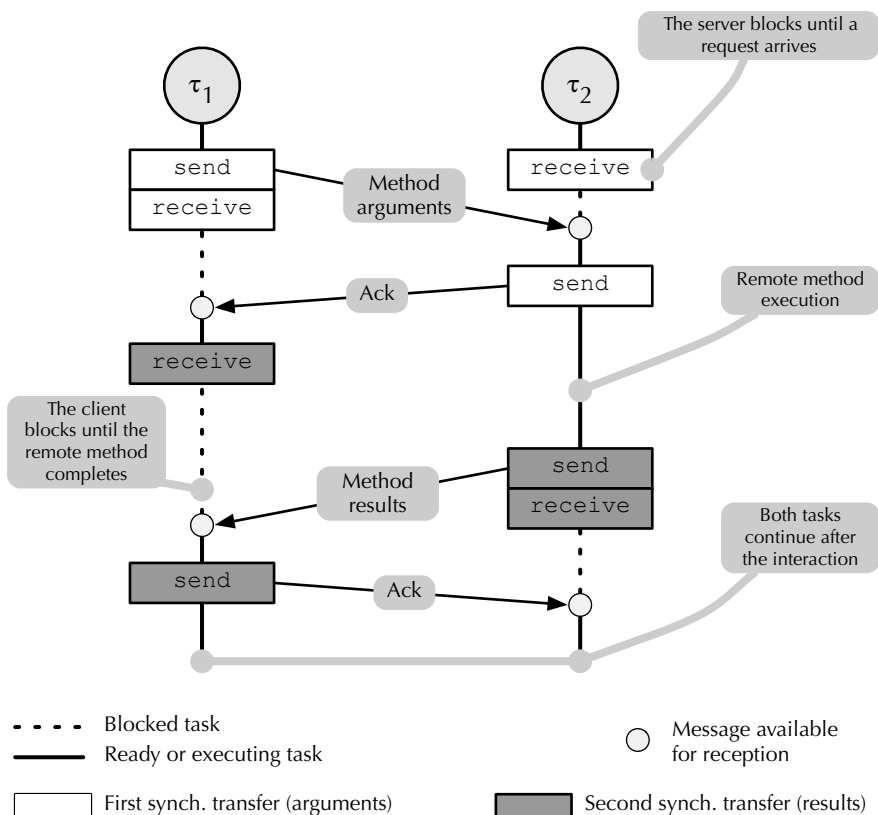 The server blocks until a
request arrives
τ1
τ2
send
receive
receive
Method
arguments
send
Ack
Remote method
execution
receive
The client
blocks until the
remote method
completes
send
receive
Method
results
Both tasks
continue after
the interaction
send
Ack
Blocked task
Ready or executing task
Message available
for reception
First synch. transfer (arguments)
Second synch. transfer (results)